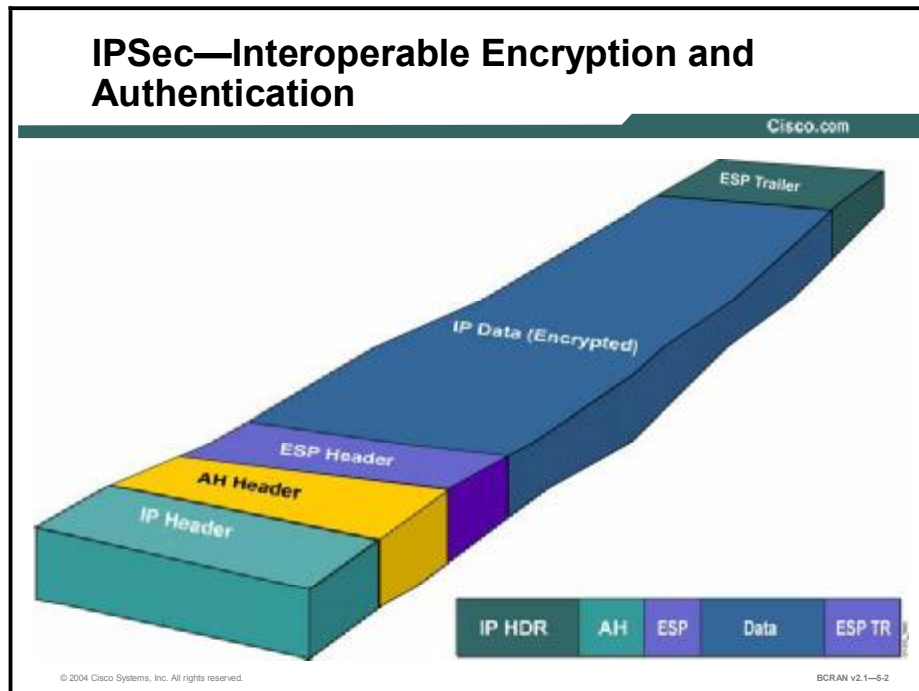 IPSec—Interoperable Encryption and
Authentication
Cisco.com
ESP Trailer
IP Data (Encrypted)
ESP Header
AH Header
IP Header
IP HDR AH ESP Data ESP TR
© 2004 Cisco Systems, Inc. All rights reserved. BCRAN v2.1—5-2